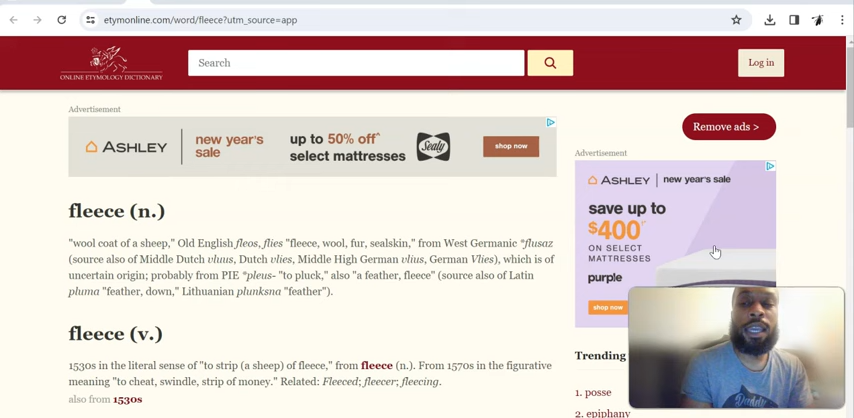 etymonline.com/word/fleece?utm_source=app
ONLINE ETYMOLOGY DICTIONARY
Search
Log in
Advertisement
ASHLEY
new year's sale
up to 50% off^
select mattresses
Sealy
shop now
Remove ads >
Advertisement
ASHLEY new year's sale
save up to
$400^
ON SELECT
MATTRESSES
purple
shop now
fleece (n.)
"wool coat of a sheep," Old English fleos, flies "fleece, wool, fur, sealskin," from West Germanic *flusaz
(source also of Middle Dutch vluus, Dutch vlies, Middle High German vlius, German Vlies), which is of
uncertain origin; probably from PIE *pleus- "to pluck," also "a feather, fleece" (source also of Latin
pluma "feather, down," Lithuanian plunksna "feather").
fleece (v.)
1530s in the literal sense of "to strip (a sheep) of fleece," from fleece (n.). From 1570s in the figurative
meaning "to cheat, swindle, strip of money." Related: Fleeced; fleecer; fleecing.
also from 1530s
Trending
1. posse
2. epiphany
Daddy